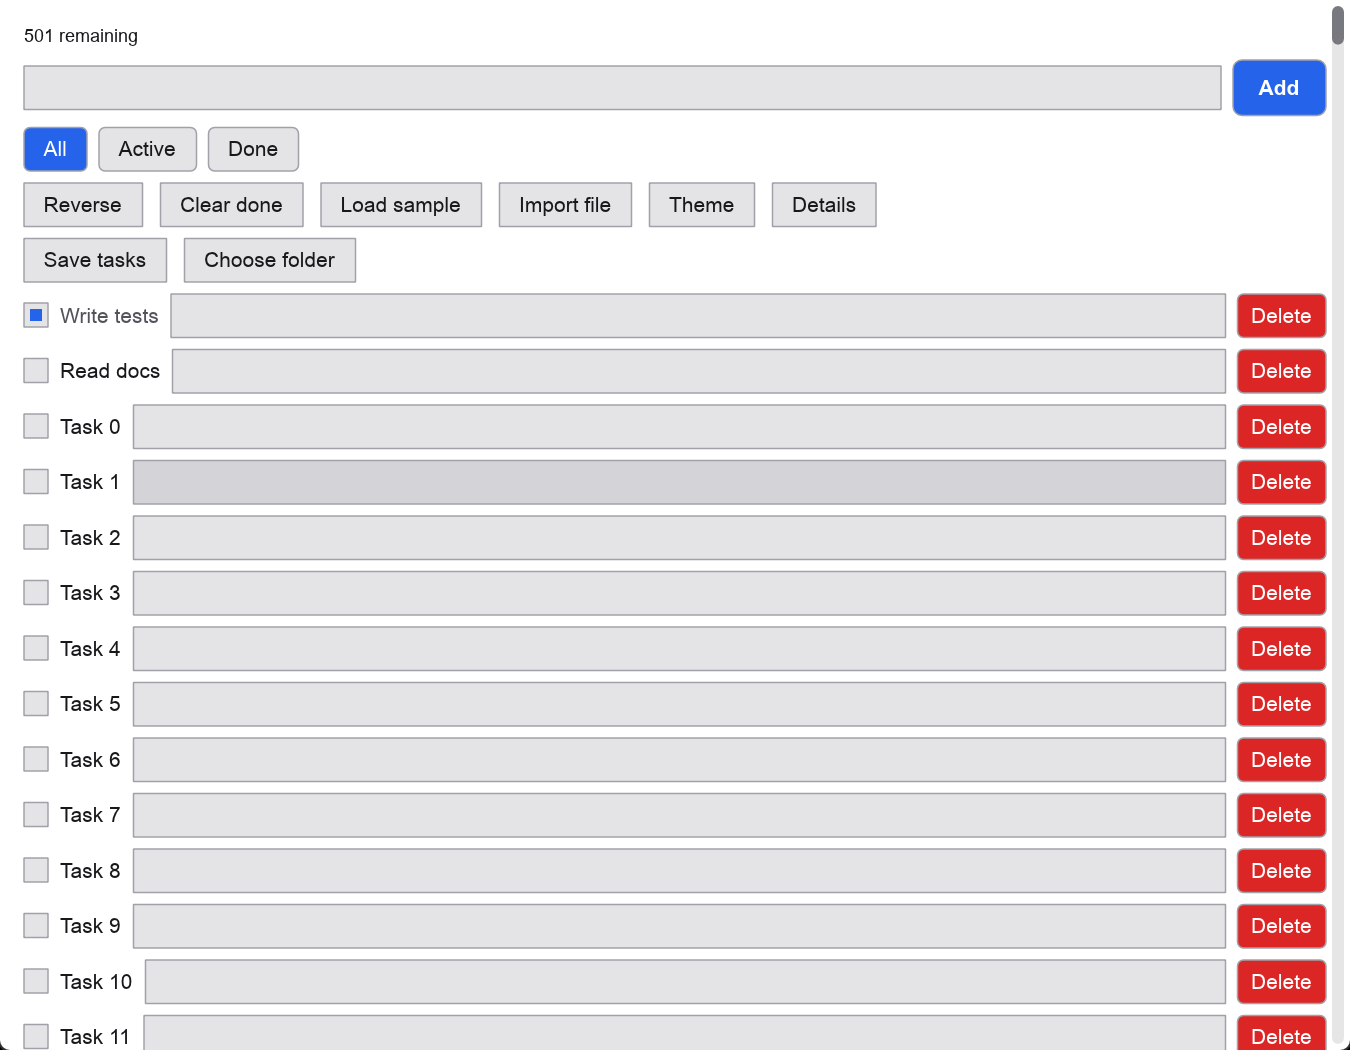 501 remaining
Add
All Active Done
Reverse Clear done Load sample Import file Theme Details
Save tasks Choose folder
Write tests Delete
Read docs Delete
Task 0 Delete
Task 1 Delete
Task 2 Delete
Task 3 Delete
Task 4 Delete
Task 5 Delete
Task 6 Delete
Task 7 Delete
Task 8 Delete
Task 9 Delete
Task 10 Delete
Task 11 Delete